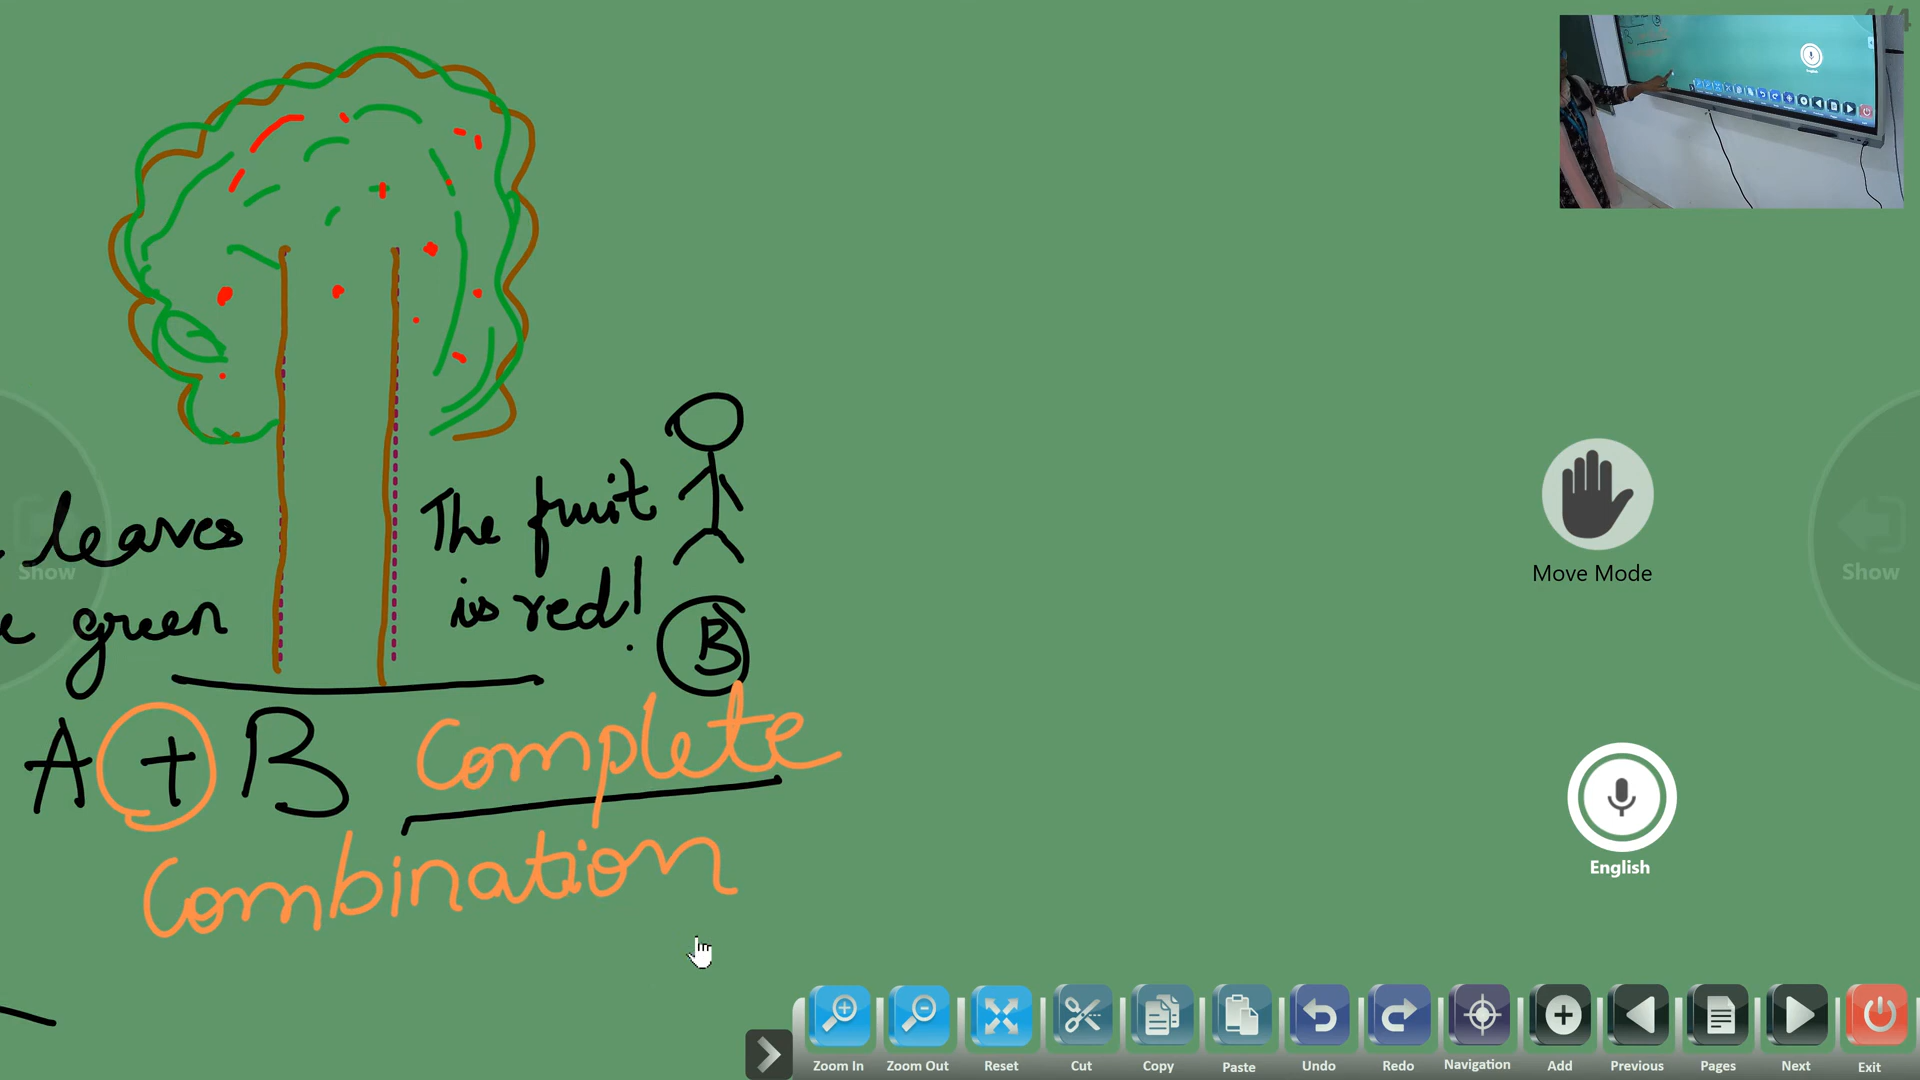 leaves
green
The fruit
is red!
B
A + B Complete
Combination
Show
Show
Move Mode
English
Zoom In Zoom Out Reset Cut Copy Paste Undo Redo Navigation Add Previous Pages Next Exit